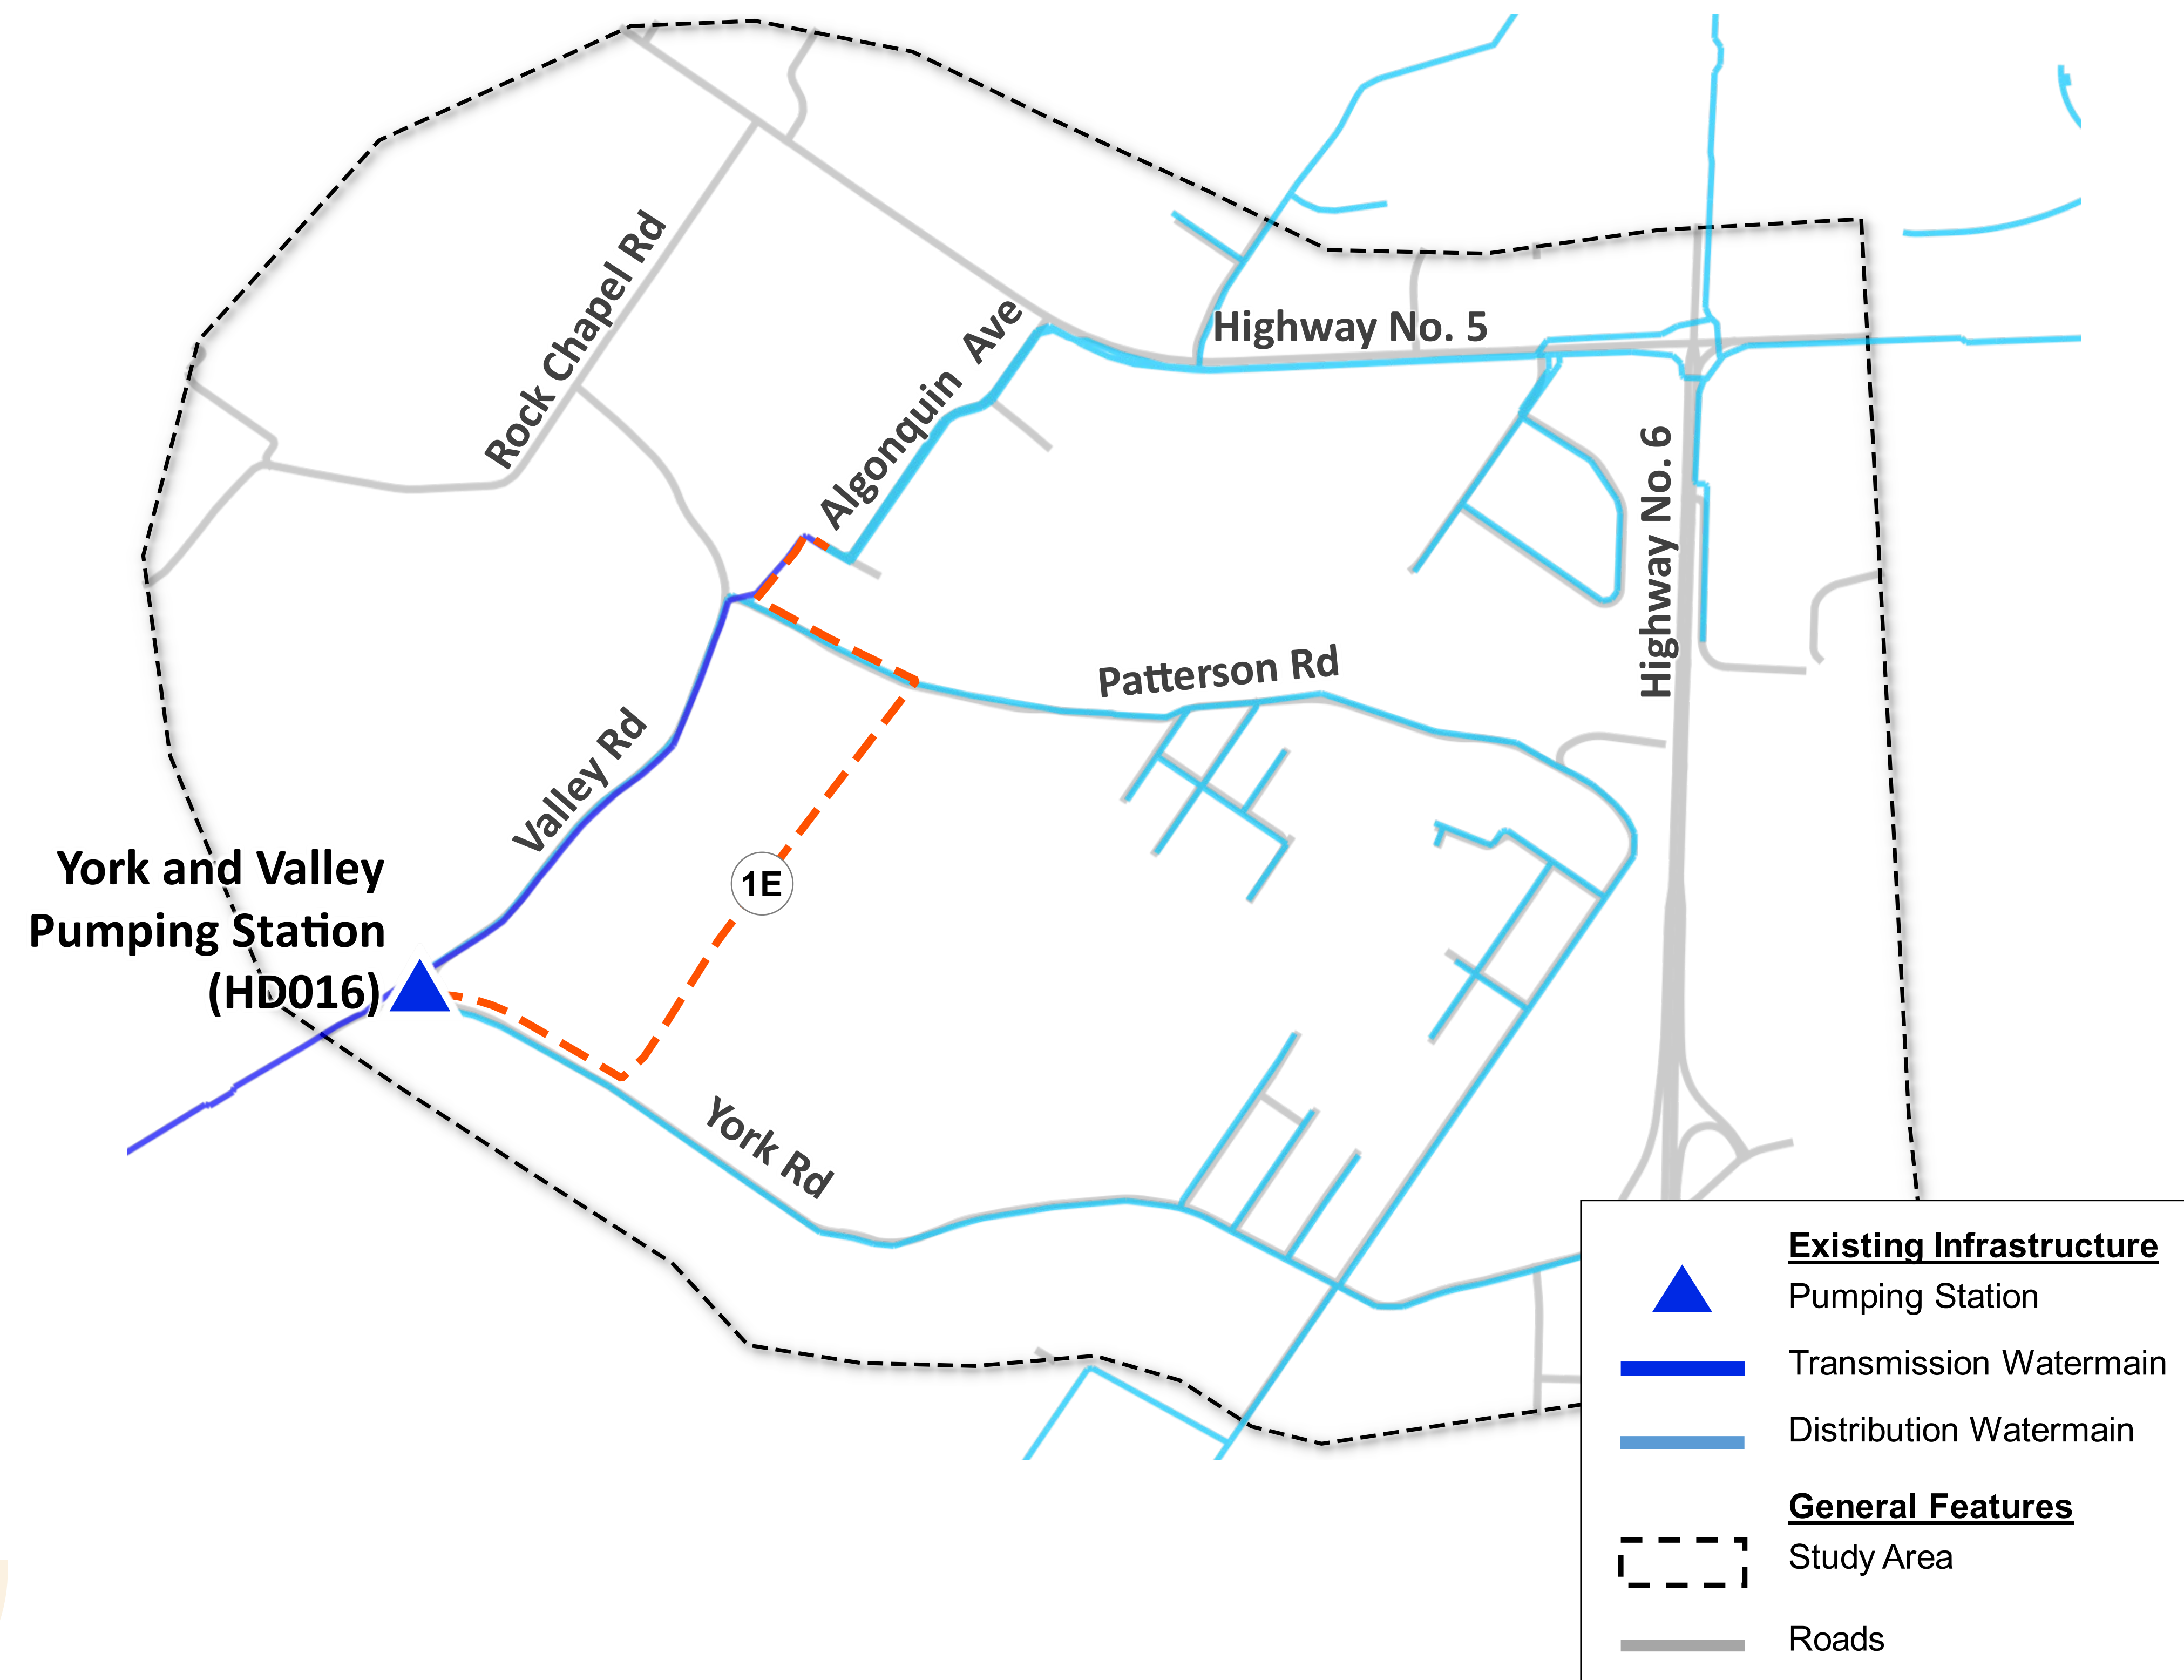 Rock Chapel Rd
Algonquin Ave
Highway No. 5
Highway No. 6
Patterson Rd
Valley Rd
York and Valley
Pumping Station
(HD016)
1E
York Rd
Existing Infrastructure
Pumping Station
Transmission Watermain
Distribution Watermain
General Features
Study Area
Roads